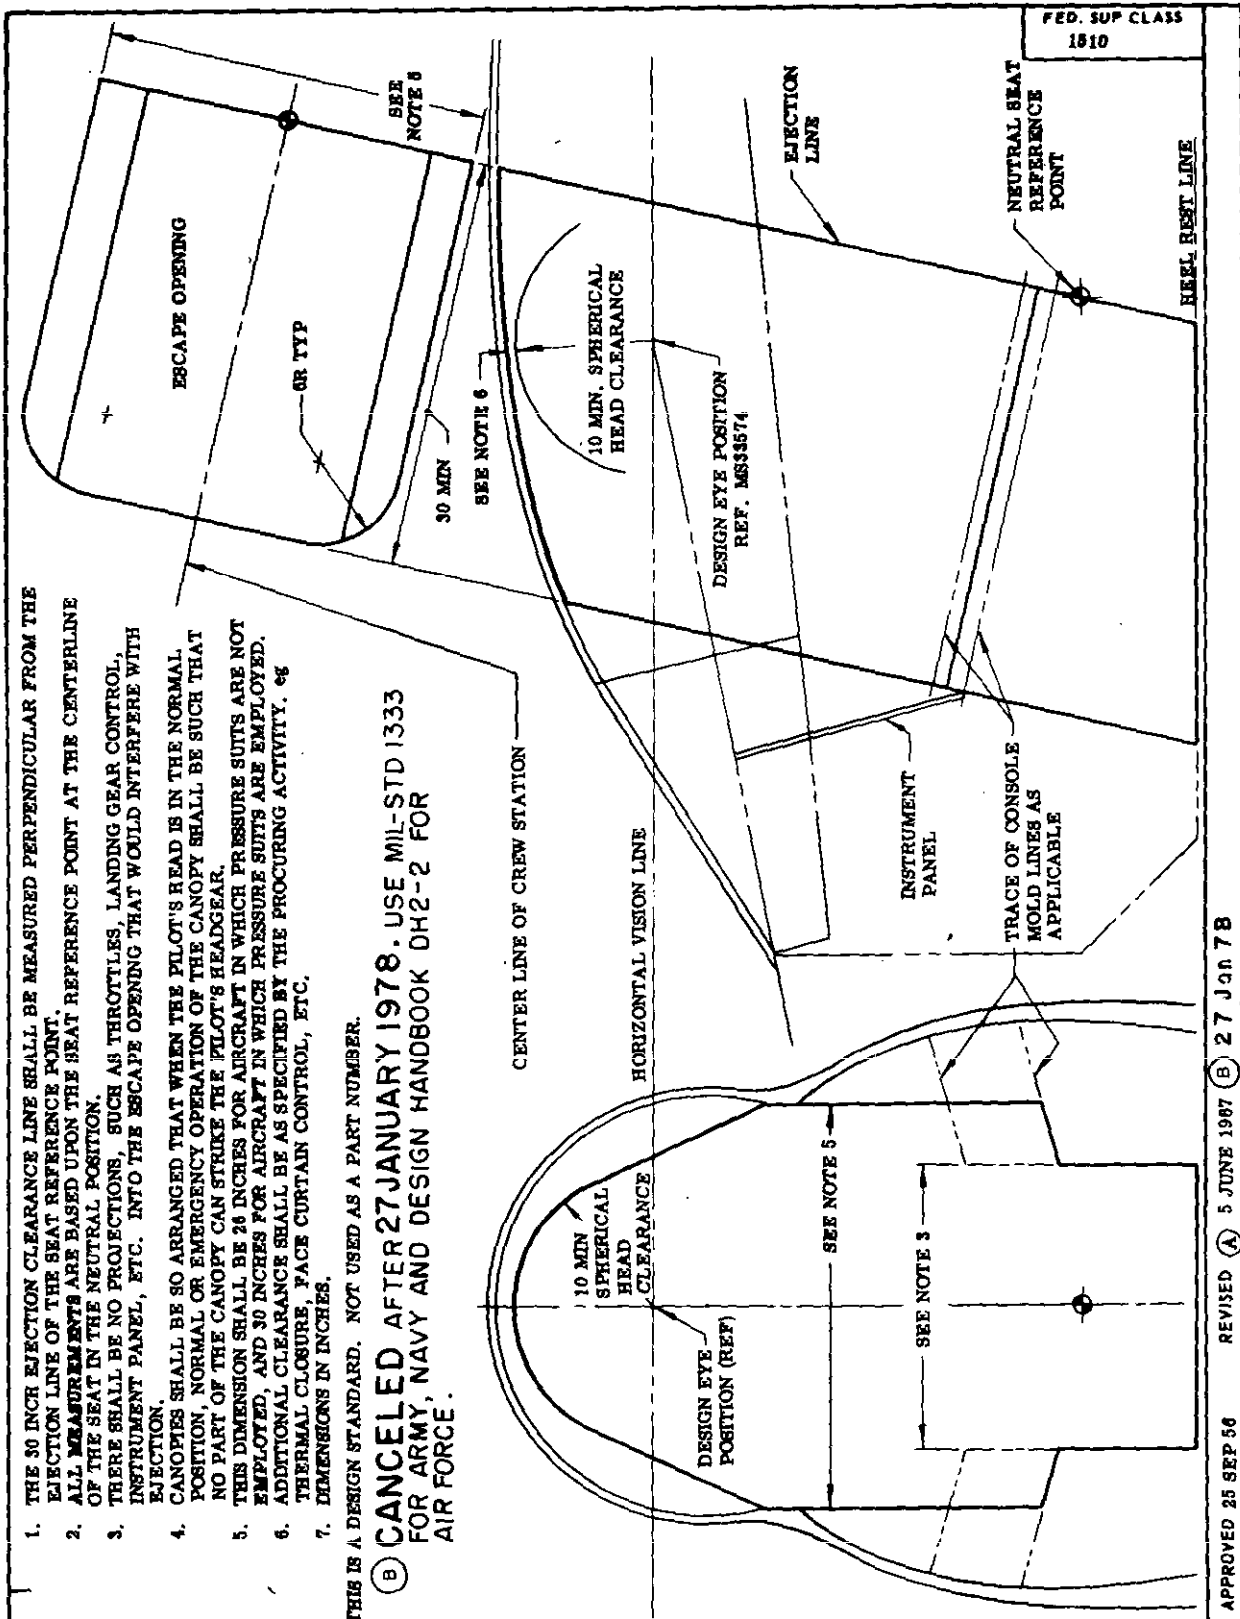 FED. SUP CLASS
1510
1. THE 30 INCH EJECTION CLEARANCE LINE SHALL BE MEASURED PERPENDICULAR FROM THE
EJECTION LINE OF THE SEAT REFERENCE POINT.
2. ALL MEASUREMENTS ARE BASED UPON THE SEAT REFERENCE POINT AT THE CENTERLINE
OF THE SEAT IN THE NEUTRAL POSITION.
3. THERE SHALL BE NO PROJECTIONS, SUCH AS THROTTLES, LANDING GEAR CONTROL,
INSTRUMENT PANEL, ETC. INTO THE ESCAPE OPENING THAT WOULD INTERFERE WITH
EJECTION.
4. CANOPIES SHALL BE SO ARRANGED THAT WHEN THE PILOT'S HEAD IS IN THE NORMAL
POSITION, NORMAL OR EMERGENCY OPERATION OF THE CANOPY SHALL BE SUCH THAT
NO PART OF THE CANOPY CAN STRIKE THE PILOT'S HEADGEAR.
5. THIS DIMENSION SHALL BE 26 INCHES FOR AIRCRAFT IN WHICH PRESSURE SUITS ARE NOT
EMPLOYED, AND 30 INCHES FOR AIRCRAFT IN WHICH PRESSURE SUITS ARE EMPLOYED.
6. ADDITIONAL CLEARANCE SHALL BE AS SPECIFIED BY THE PROCURING ACTIVITY. eg
THERMAL CLOSURE, FACE CURTAIN CONTROL, ETC.
7. DIMENSIONS IN INCHES.
THIS IS A DESIGN STANDARD. NOT USED AS A PART NUMBER.
Ⓑ CANCELED AFTER 27 JANUARY 1978. USE MIL-STD 1333
FOR ARMY, NAVY AND DESIGN HANDBOOK DH2-2 FOR
AIR FORCE.
ESCAPE OPENING
SEE
NOTE 5
6R TYP
30 MIN
SEE NOTE 6
10 MIN. SPHERICAL
HEAD CLEARANCE
DESIGN EYE POSITION
REF. MS33574
EJECTION
LINE
NEUTRAL SEAT
REFERENCE
POINT
HEEL REST LINE
CENTER LINE OF CREW STATION
HORIZONTAL VISION LINE
INSTRUMENT
PANEL
TRACE OF CONSOLE
MOLD LINES AS
APPLICABLE
10 MIN
SPHERICAL
HEAD
CLEARANCE
DESIGN EYE
POSITION (REF)
SEE NOTE 5
SEE NOTE 3
APPROVED 25 SEP 56 REVISED Ⓐ 5 JUNE 1967 Ⓑ 27 Jan 78